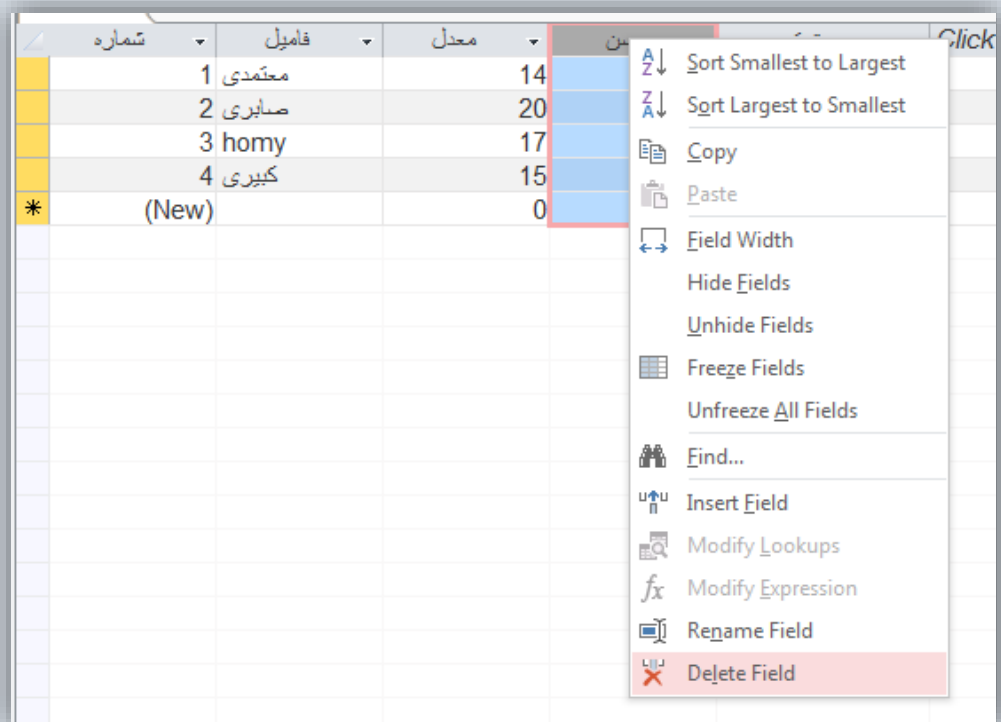 شماره فامیل معدل سن Click
1 معتمدی 14
2 صابری 20
3 homy 17
4 کبیری 15
* (New) 0
Sort Smallest to Largest
Sort Largest to Smallest
Copy
Paste
Field Width
Hide Fields
Unhide Fields
Freeze Fields
Unfreeze All Fields
Find...
Insert Field
Modify Lookups
Modify Expression
Rename Field
Delete Field